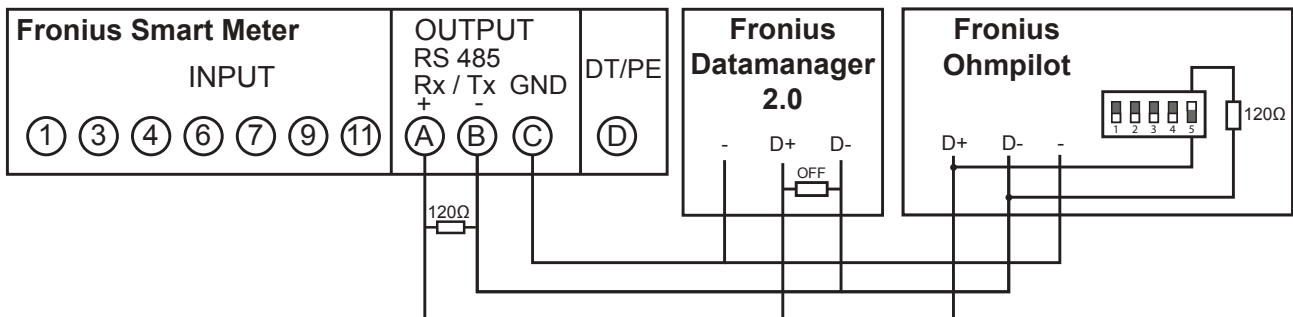 Fronius Smart Meter
INPUT
1 3 4 6 7 9 11
OUTPUT
RS 485
Rx / Tx GND
+ -
A B C
DT/PE
D
120Ω
Fronius
Datamanager
2.0
- D+ D-
OFF
Fronius
Ohmpilot
1 2 3 4 5
120Ω
D+ D- -